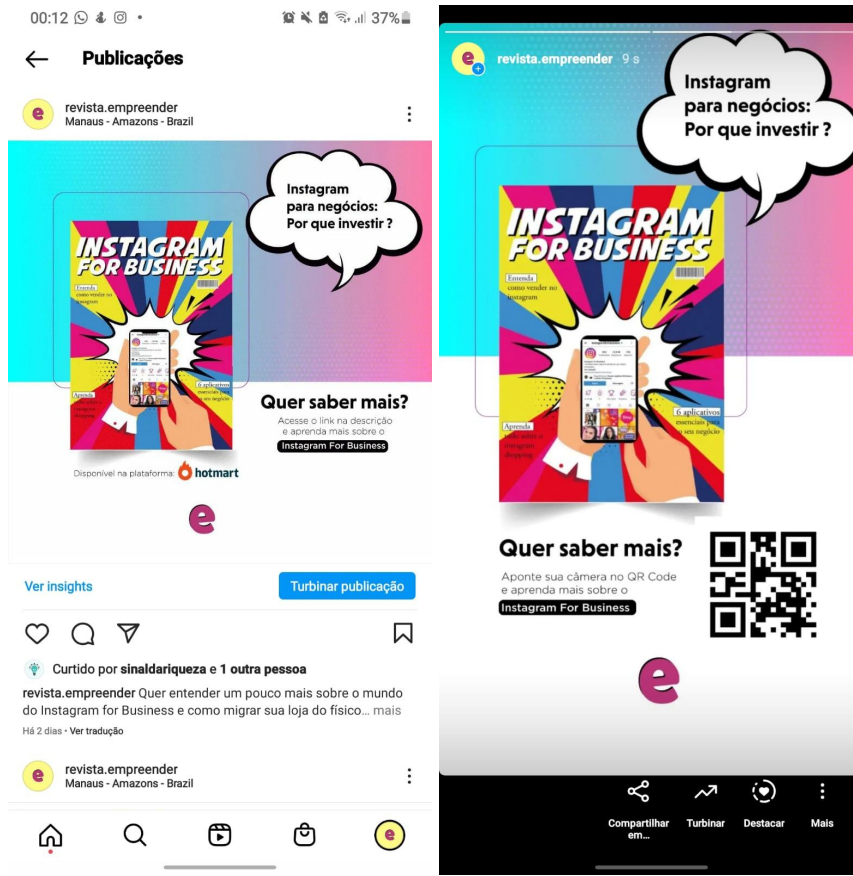 00:12
37%
Publicações
e
revista.empreender
Manaus - Amazons - Brazil
Instagram
para negócios:
Por que investir ?
INSTAGRAM
FOR BUSINESS
Entenda
como vender no
instagram
Aprenda
6 aplicativos
essenciais para
o seu negócio
Quer saber mais?
Acesse o link na descrição
e aprenda mais sobre o
Instagram For Business
Disponível na plataforma:
hotmart
e
Ver insights
Turbinar publicação
Curtido por sinaldariqueza e 1 outra pessoa
revista.empreender Quer entender um pouco mais sobre o mundo
do Instagram for Business e como migrar sua loja do físico... mais
Há 2 dias • Ver tradução
e
revista.empreender
Manaus - Amazons - Brazil
e
e
revista.empreender 9 s
Instagram
para negócios:
Por que investir ?
INSTAGRAM
FOR BUSINESS
Entenda
como vender no
instagram
Aprenda
tudo sobre o
instagram
shopping
6 aplicativos
essenciais para
o seu negócio
Quer saber mais?
Aponte sua câmera no QR Code
e aprenda mais sobre o
Instagram For Business
e
Compartilhar
em...
Turbinar
Destacar
Mais